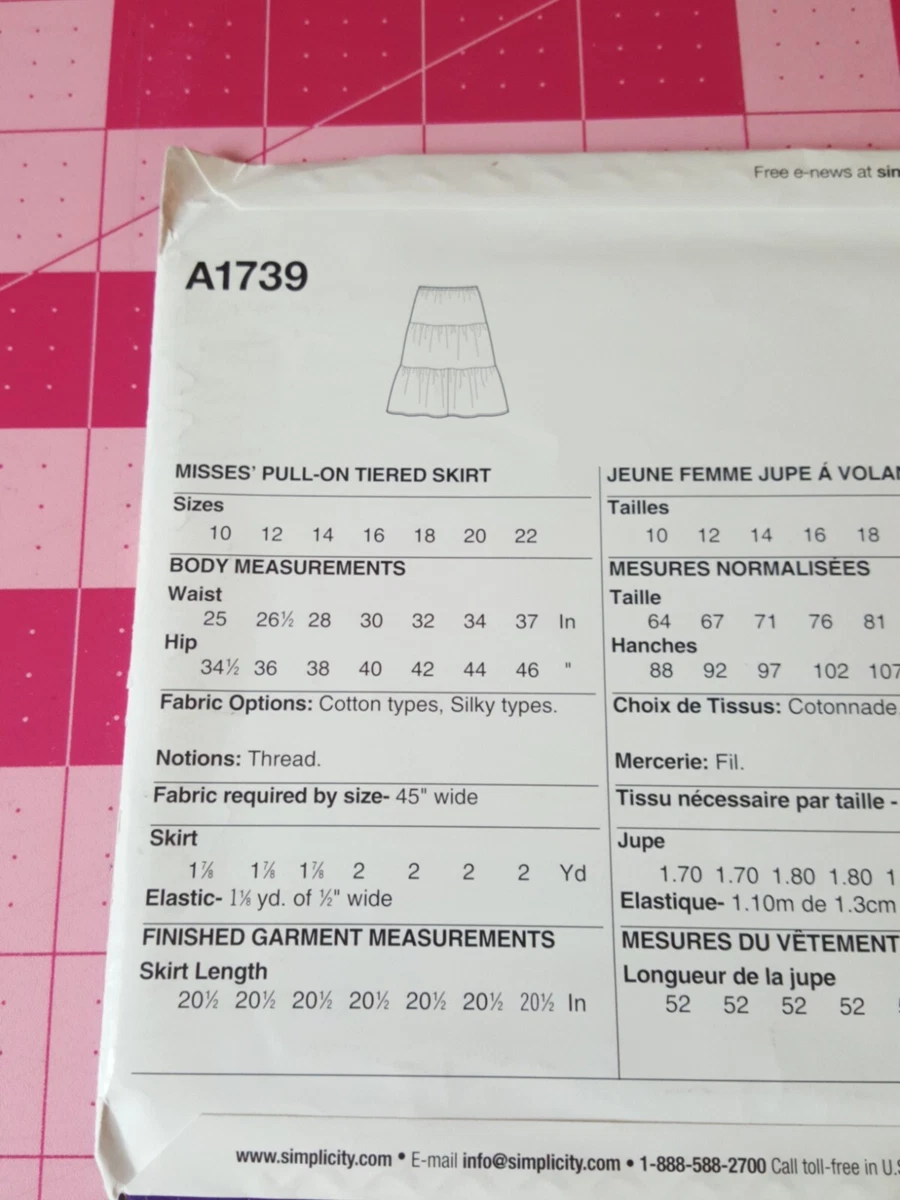 Free e-news at sin
A1739
MISSES' PULL-ON TIERED SKIRT
Sizes
10 12 14 16 18 20 22
BODY MEASUREMENTS
Waist
25 26½ 28 30 32 34 37 In
Hip
34½ 36 38 40 42 44 46 "
Fabric Options: Cotton types, Silky types.
Notions: Thread.
Fabric required by size- 45" wide
Skirt
1⅞ 1⅞ 1⅞ 2 2 2 2 Yd
Elastic- 1⅛ yd. of ½" wide
FINISHED GARMENT MEASUREMENTS
Skirt Length
20½ 20½ 20½ 20½ 20½ 20½ 20½ In
JEUNE FEMME JUPE Á VOLAN
Tailles
10 12 14 16 18
MESURES NORMALISÉES
Taille
64 67 71 76 81
Hanches
88 92 97 102 107
Choix de Tissus: Cotonnade
Mercerie: Fil.
Tissu nécessaire par taille -
Jupe
1.70 1.70 1.80 1.80 1
Elastique- 1.10m de 1.3cm
MESURES DU VÊTEMENT
Longueur de la jupe
52 52 52 52
www.simplicity.com • E-mail info@simplicity.com • 1-888-588-2700 Call toll-free in U.S